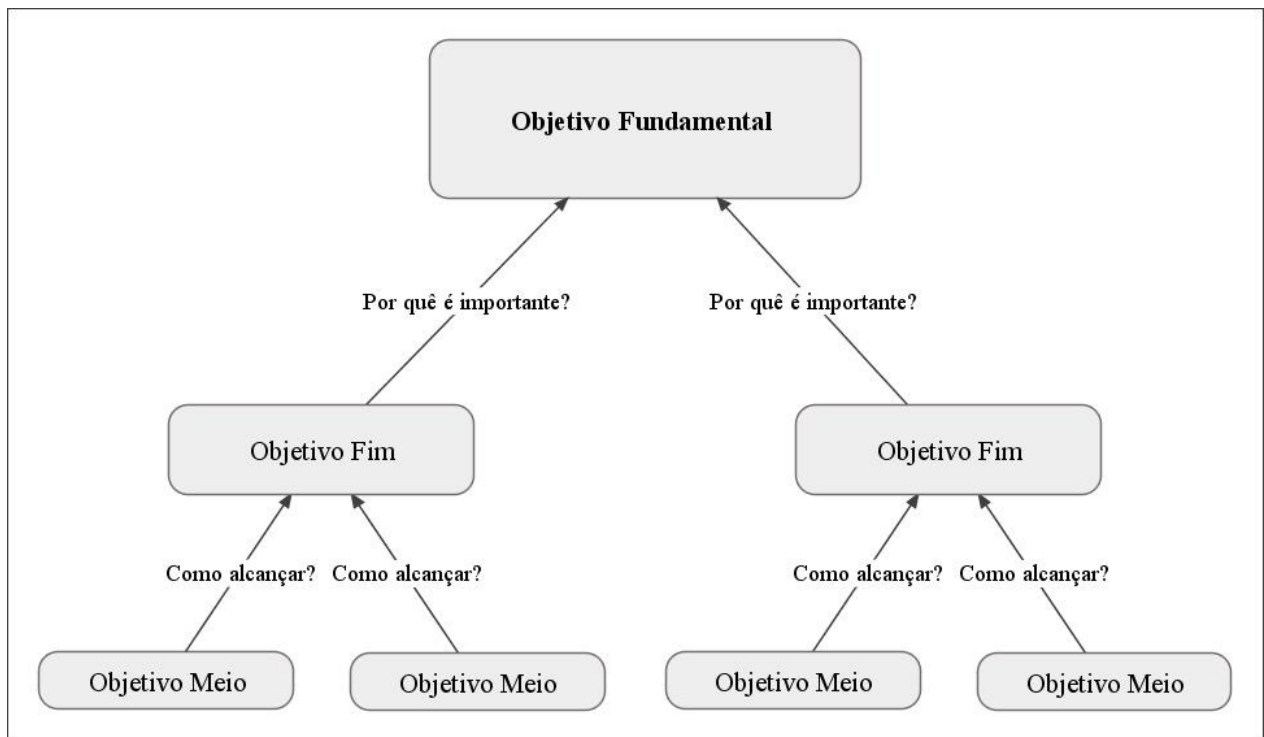 Objetivo Fundamental
Por quê é importante?
Por quê é importante?
Objetivo Fim
Objetivo Fim
Como alcançar?
Como alcançar?
Como alcançar?
Como alcançar?
Objetivo Meio
Objetivo Meio
Objetivo Meio
Objetivo Meio